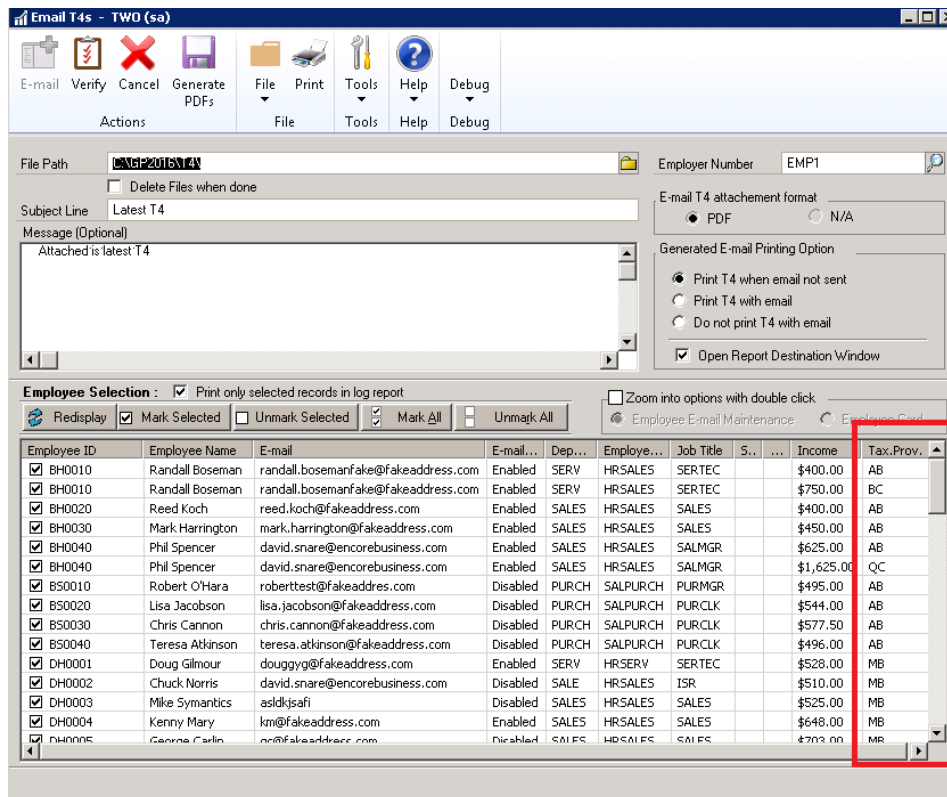 Email T4s - TWO (sa)
E-mail Verify Cancel Generate PDFs File Print Tools Help Debug
Actions File Tools Help Debug
File Path C:\GP2016\T4\ Employer Number EMP1
Delete Files when done
E-mail T4 attachement format
Subject Line Latest T4
PDF N/A
Message (Optional)
Attached is latest T4
Generated E-mail Printing Option
Print T4 when email not sent
Print T4 with email
Do not print T4 with email
Open Report Destination Window
Employee Selection : Print only selected records in log report
Zoom into options with double click
Redisplay Mark Selected Unmark Selected Mark All Unmark All
Employee E-mail Maintenance Employee Card
Employee ID Employee Name E-mail E-mail... Dep... Employe... Job Title S.. ... Income Tax.Prov.
BH0010 Randall Boseman randall.bosemanfake@fakeaddress.com Enabled SERV HRSALES SERTEC $400.00 AB
BH0010 Randall Boseman randall.bosemanfake@fakeaddress.com Enabled SERV HRSALES SERTEC $750.00 BC
BH0020 Reed Koch reed.koch@fakeaddress.com Enabled SALES HRSALES SALES $400.00 AB
BH0030 Mark Harrington mark.harrington@fakeaddress.com Enabled SALES HRSALES SALES $450.00 AB
BH0040 Phil Spencer david.snare@encorebusiness.com Enabled SALES HRSALES SALMGR $625.00 AB
BH0040 Phil Spencer david.snare@encorebusiness.com Enabled SALES HRSALES SALMGR $1,625.00 QC
BS0010 Robert O'Hara roberttest@fakeaddres.com Disabled PURCH SALPURCH PURMGR $495.00 AB
BS0020 Lisa Jacobson lisa.jacobson@fakeaddress.com Disabled PURCH SALPURCH PURCLK $544.00 AB
BS0030 Chris Cannon chris.cannon@fakeaddress.com Disabled PURCH SALPURCH PURCLK $577.50 AB
BS0040 Teresa Atkinson teresa.atkinson@fakeaddress.com Disabled PURCH SALPURCH PURCLK $496.00 AB
DH0001 Doug Gilmour douggyg@fakeaddress.com Enabled SERV HRSERV SERTEC $528.00 MB
DH0002 Chuck Norris david.snare@encorebusiness.com Disabled SALE HRSALES ISR $510.00 MB
DH0003 Mike Symantics asldkjsafi Disabled SALES HRSALES SALES $525.00 MB
DH0004 Kenny Mary km@fakeaddress.com Enabled SALES HRSALES SALES $648.00 MB
DH0005 George Carlin gc@fakeaddress.com Disabled SALES HRSALES SALES $703.00 MB